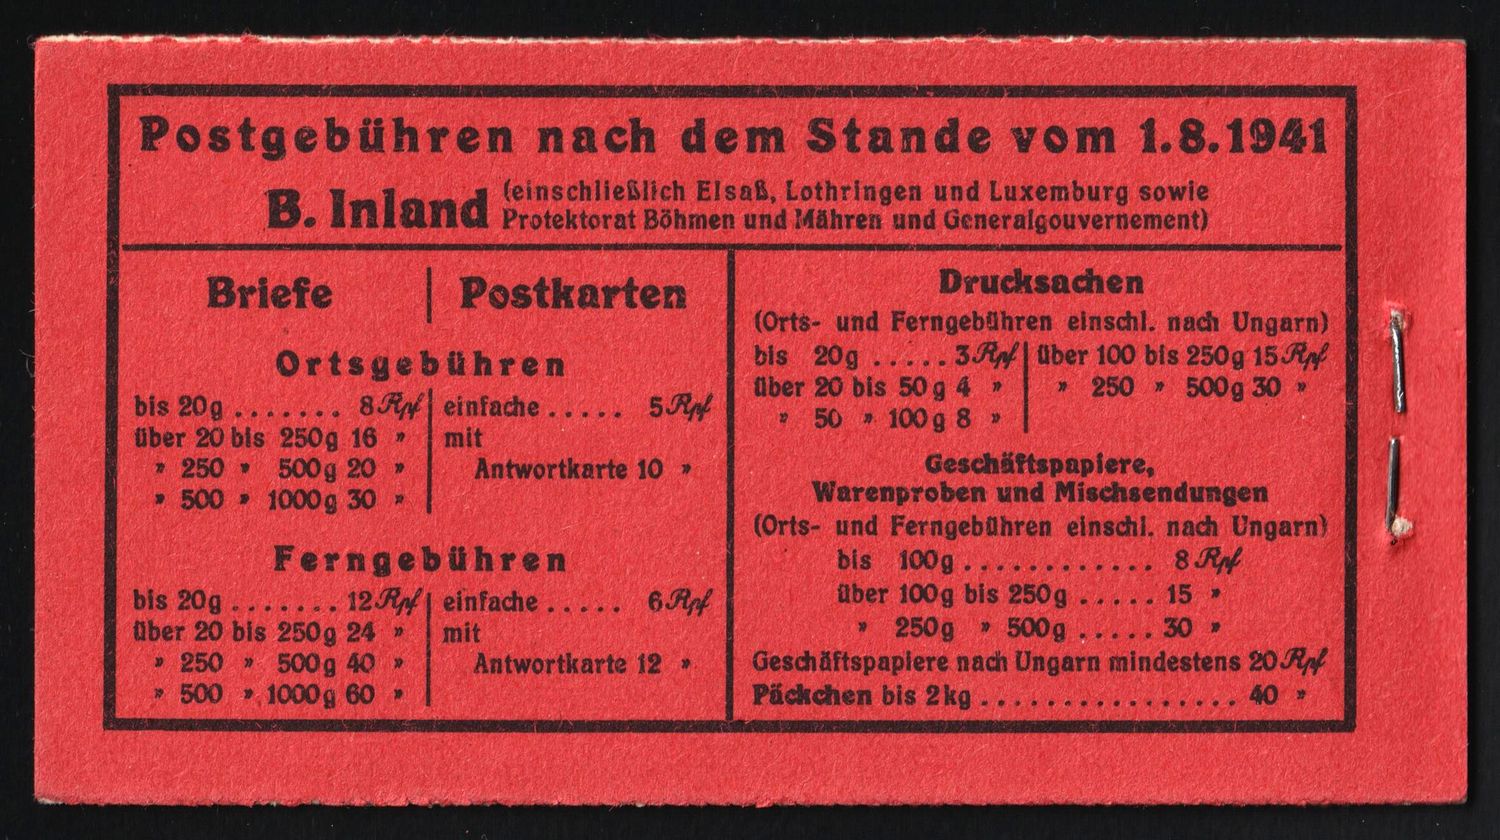 Postgebühren nach dem Stande vom 1.8.1941
B. Inland (einschließlich Elsaß, Lothringen und Luxemburg sowie
Protektorat Böhmen und Mähren und Generalgouvernement)
Briefe | Postkarten
Ortsgebühren
bis 20g ....... 8 Rpf
über 20 bis 250g 16 "
" 250 " 500g 20 "
" 500 " 1000g 30 "
einfache ..... 5 Rpf
mit
Antwortkarte 10 "
Ferngebühren
bis 20g ....... 12 Rpf
über 20 bis 250g 24 "
" 250 " 500g 40 "
" 500 " 1000g 60 "
einfache ..... 6 Rpf
mit
Antwortkarte 12 "
Drucksachen
(Orts- und Ferngebühren einschl. nach Ungarn)
bis 20g ..... 3 Rpf
über 20 bis 50g 4 "
" 50 " 100g 8 "
über 100 bis 250g 15 Rpf
" 250 " 500g 30 "
Geschäftspapiere,
Warenproben und Mischsendungen
(Orts- und Ferngebühren einschl. nach Ungarn)
bis 100g ............ 8 Rpf
über 100g bis 250g ..... 15 "
" 250g " 500g ..... 30 "
Geschäftspapiere nach Ungarn mindestens 20 Rpf
Päckchen bis 2kg ................ 40 "